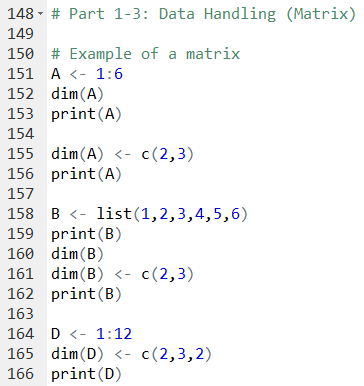 148 # Part 1-3: Data Handling (Matrix)
149
150 # Example of a matrix
151 A <- 1:6
152 dim(A)
153 print(A)
154
155 dim(A) <- c(2,3)
156 print(A)
157
158 B <- list(1,2,3,4,5,6)
159 print(B)
160 dim(B)
161 dim(B) <- c(2,3)
162 print(B)
163
164 D <- 1:12
165 dim(D) <- c(2,3,2)
166 print(D)